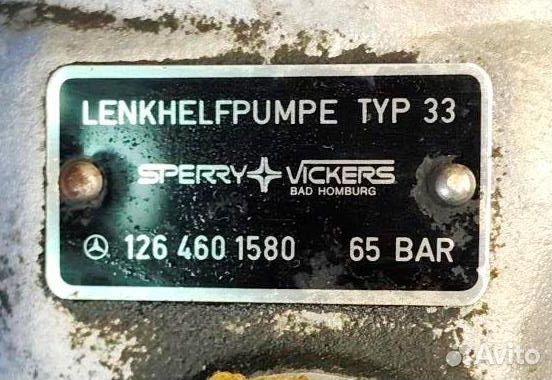 LENKHELFPUMPE TYP 33
SPERRY VICKERS
BAD HOMBURG
126 460 1580 65 BAR
Avito